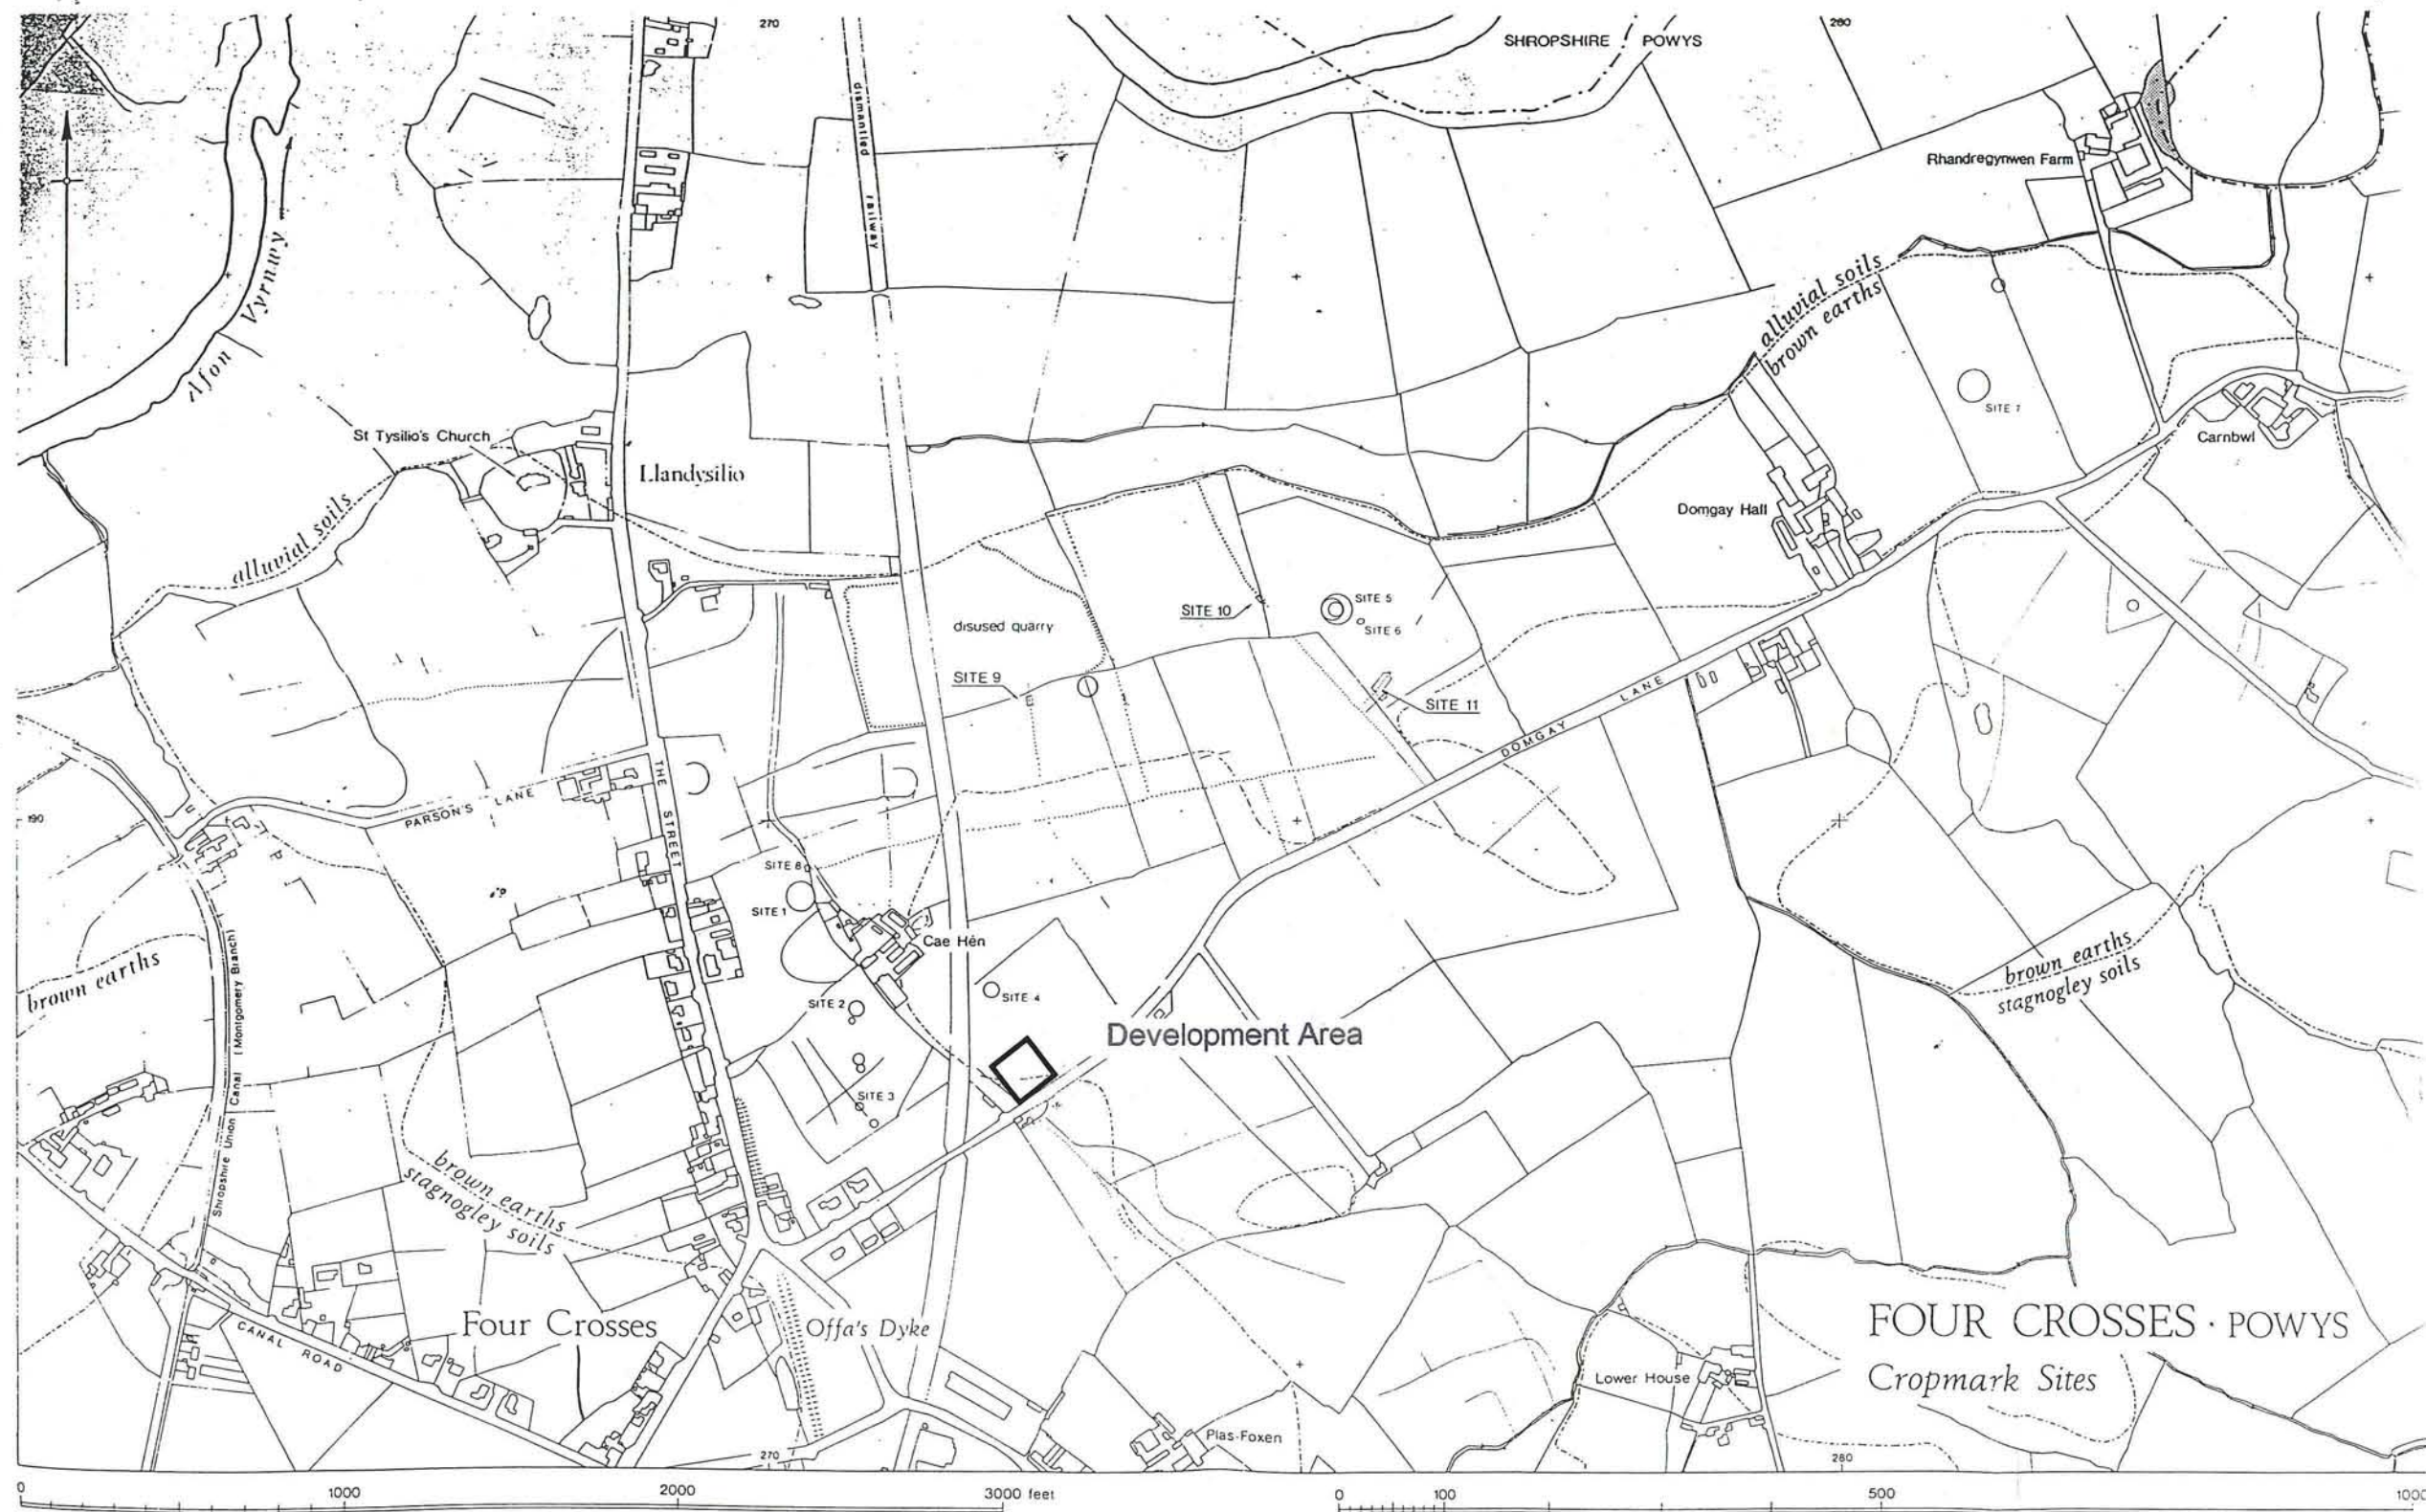 270
280
SHROPSHIRE / POWYS
dismantled railway
Rhandregynwen Farm
Afon Vyrnwy
alluvial soils
brown earths
St Tysilio's Church
Llandysilio
SITE 7
Carnbwl
Domgay Hall
alluvial soils
disused quarry
SITE 10
SITE 5
SITE 6
SITE 9
SITE 11
DOMGAY LANE
THE STREET
PARSON'S LANE
190
SITE 8
SITE 1
Cae Hén
brown earths
SITE 2
SITE 4
Development Area
brown earths
stagnogley soils
SITE 3
Shropshire Union Canal (Montgomery Branch)
brown earths
stagnogley soils
Four Crosses
Offa's Dyke
CANAL ROAD
FOUR CROSSES · POWYS
Cropmark Sites
Lower House
Plas-Foxen
270
280
0 1000 2000 3000 feet
0 100 500 1000